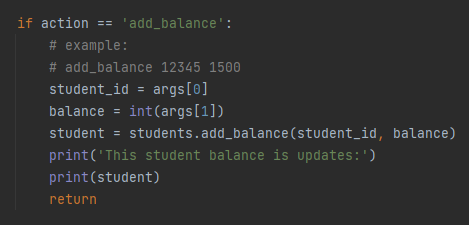 if action == 'add_balance':
    # example:
    # add_balance 12345 1500
    student_id = args[0]
    balance = int(args[1])
    student = students.add_balance(student_id, balance)
    print('This student balance is updates:')
    print(student)
    return